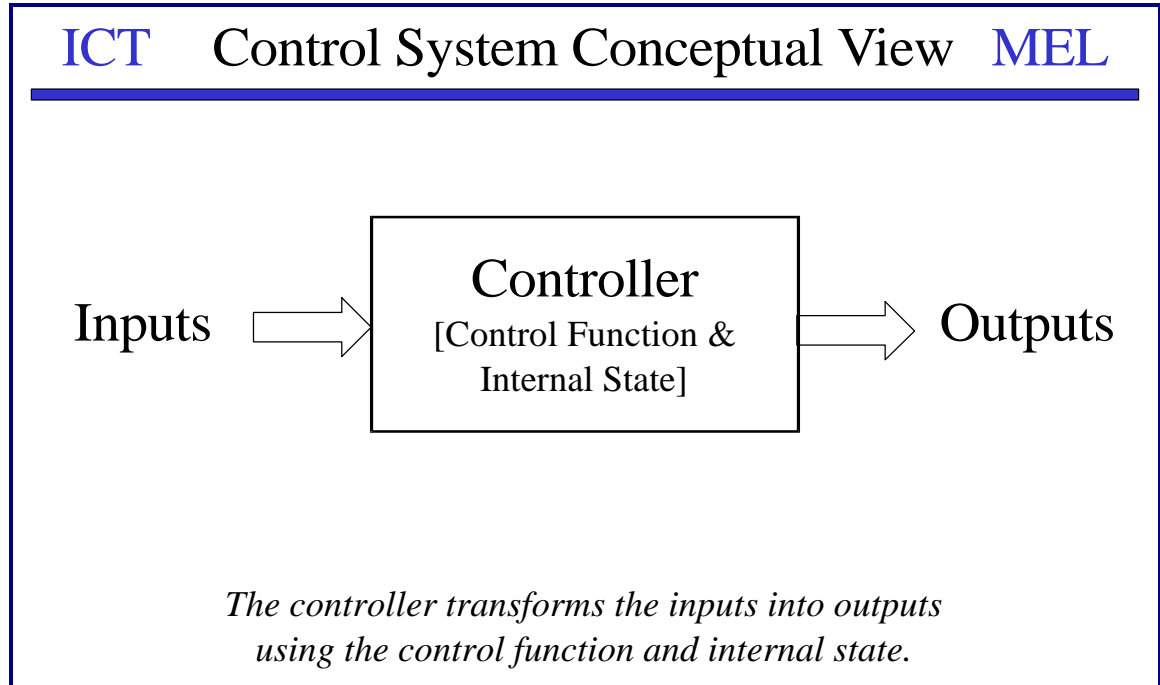 ICT Control System Conceptual View MEL
Controller
Inputs [Control Function & Outputs
Internal State]
The controller transforms the inputs into outputs
using the control function and internal state.